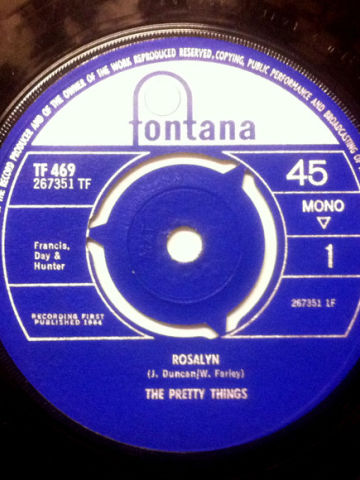 THE RECORD PRODUCER AND OF THE OWNER OF THE WORK REPRODUCED RESERVED, COPYING, PUBLIC PERFORMANCE AND BROADCASTING OF
fontana
TF 469
267351 TF
45
MONO
1
Francis,
Day &
Hunter
267351 1F
RECORDING FIRST
PUBLISHED 1964
ROSALYN
(J. Duncan/W. Farley)
THE PRETTY THINGS